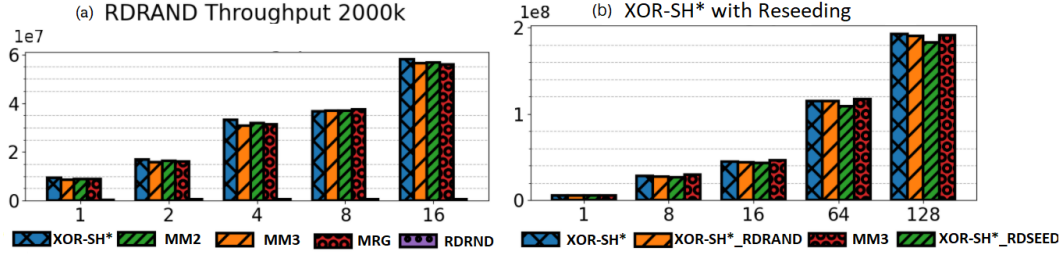 (a) RDRAND Throughput 2000k
1e7
6
4
2
0
1 2 4 8 16
XOR-SH* MM2 MM3 MRG RDRND
(b) XOR-SH* with Reseeding
1e8
2
1
0
1 8 16 64 128
XOR-SH* XOR-SH*_RDRAND MM3 XOR-SH*_RDSEED